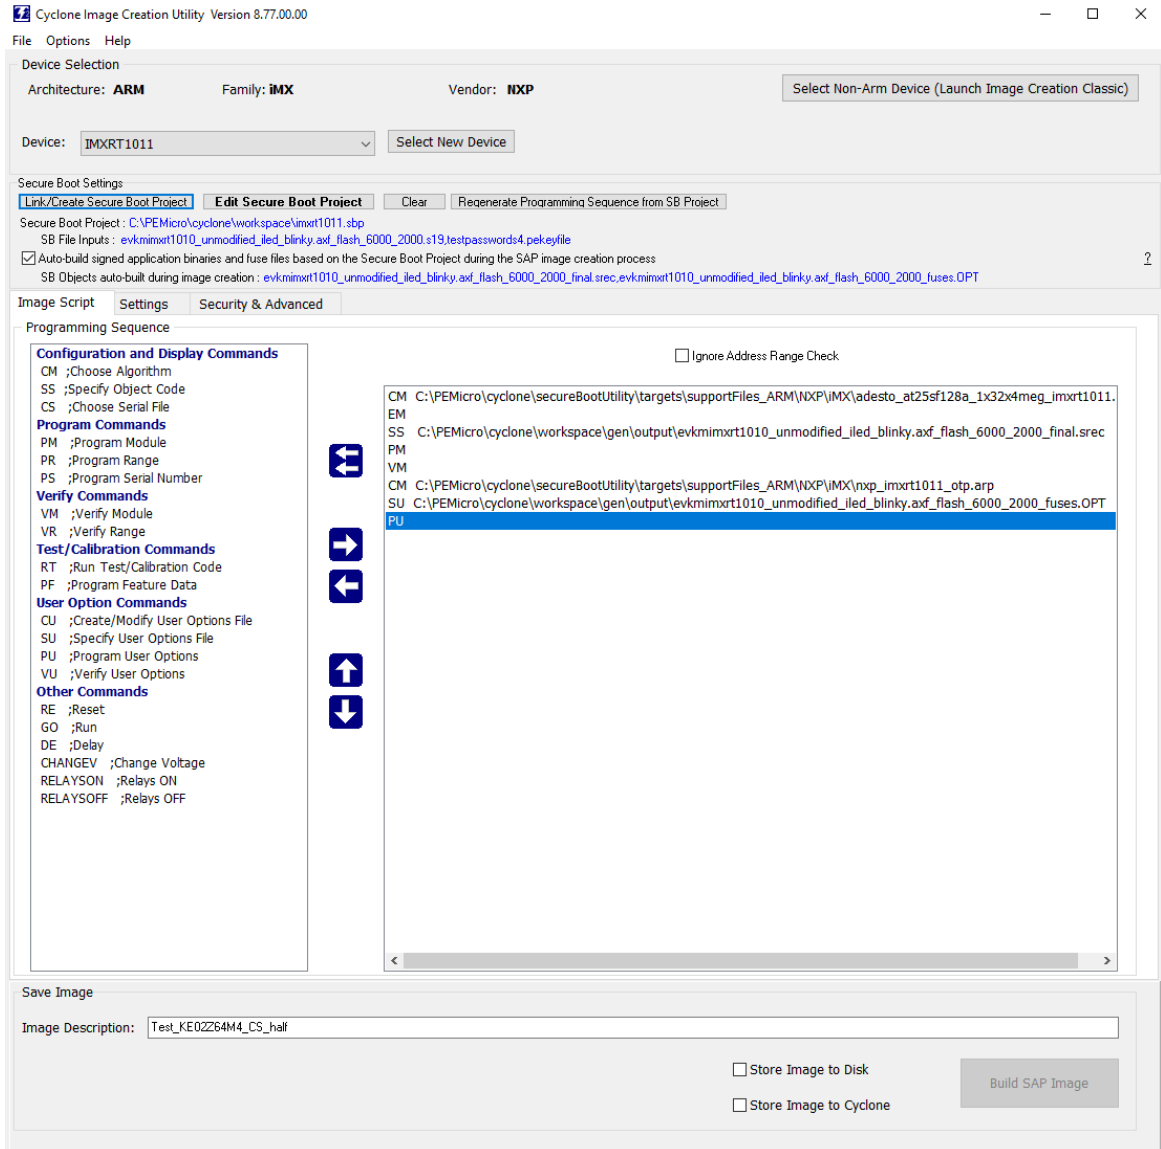 Cyclone Image Creation Utility Version 8.77.00.00
File Options Help
Device Selection
Architecture: ARM Family: iMX Vendor: NXP Select Non-Arm Device (Launch Image Creation Classic)
Device: IMXRT1011 Select New Device
Secure Boot Settings
Link/Create Secure Boot Project Edit Secure Boot Project Clear Regenerate Programming Sequence from SB Project
Secure Boot Project : C:\PEMicro\cyclone\workspace\imxrt1011.sbp
SB File Inputs : evkmimxrt1010_unmodified_iled_blinky.axf_flash_6000_2000.s19,testpasswords4.pekeyfile
Auto-build signed application binaries and fuse files based on the Secure Boot Project during the SAP image creation process ?
SB Objects auto-built during image creation : evkmimxrt1010_unmodified_iled_blinky.axf_flash_6000_2000_final.srec,evkmimxrt1010_unmodified_iled_blinky.axf_flash_6000_2000_fuses.OPT
Image Script Settings Security & Advanced
Programming Sequence
Configuration and Display Commands
CM ;Choose Algorithm
SS ;Specify Object Code
CS ;Choose Serial File
Program Commands
PM ;Program Module
PR ;Program Range
PS ;Program Serial Number
Verify Commands
VM ;Verify Module
VR ;Verify Range
Test/Calibration Commands
RT ;Run Test/Calibration Code
PF ;Program Feature Data
User Option Commands
CU ;Create/Modify User Options File
SU ;Specify User Options File
PU ;Program User Options
VU ;Verify User Options
Other Commands
RE ;Reset
GO ;Run
DE ;Delay
CHANGEV ;Change Voltage
RELAYSON ;Relays ON
RELAYSOFF ;Relays OFF
Ignore Address Range Check
CM C:\PEMicro\cyclone\secureBootUtility\targets\supportFiles_ARM\NXP\iMX\adesto_at25sf128a_1x32x4meg_imxrt1011.
EM
SS C:\PEMicro\cyclone\workspace\gen\output\evkmimxrt1010_unmodified_iled_blinky.axf_flash_6000_2000_final.srec
PM
VM
CM C:\PEMicro\cyclone\secureBootUtility\targets\supportFiles_ARM\NXP\iMX\nxp_imxrt1011_otp.arp
SU C:\PEMicro\cyclone\workspace\gen\output\evkmimxrt1010_unmodified_iled_blinky.axf_flash_6000_2000_fuses.OPT
PU
Save Image
Image Description: Test_KE02Z64M4_CS_half
Store Image to Disk
Store Image to Cyclone
Build SAP Image